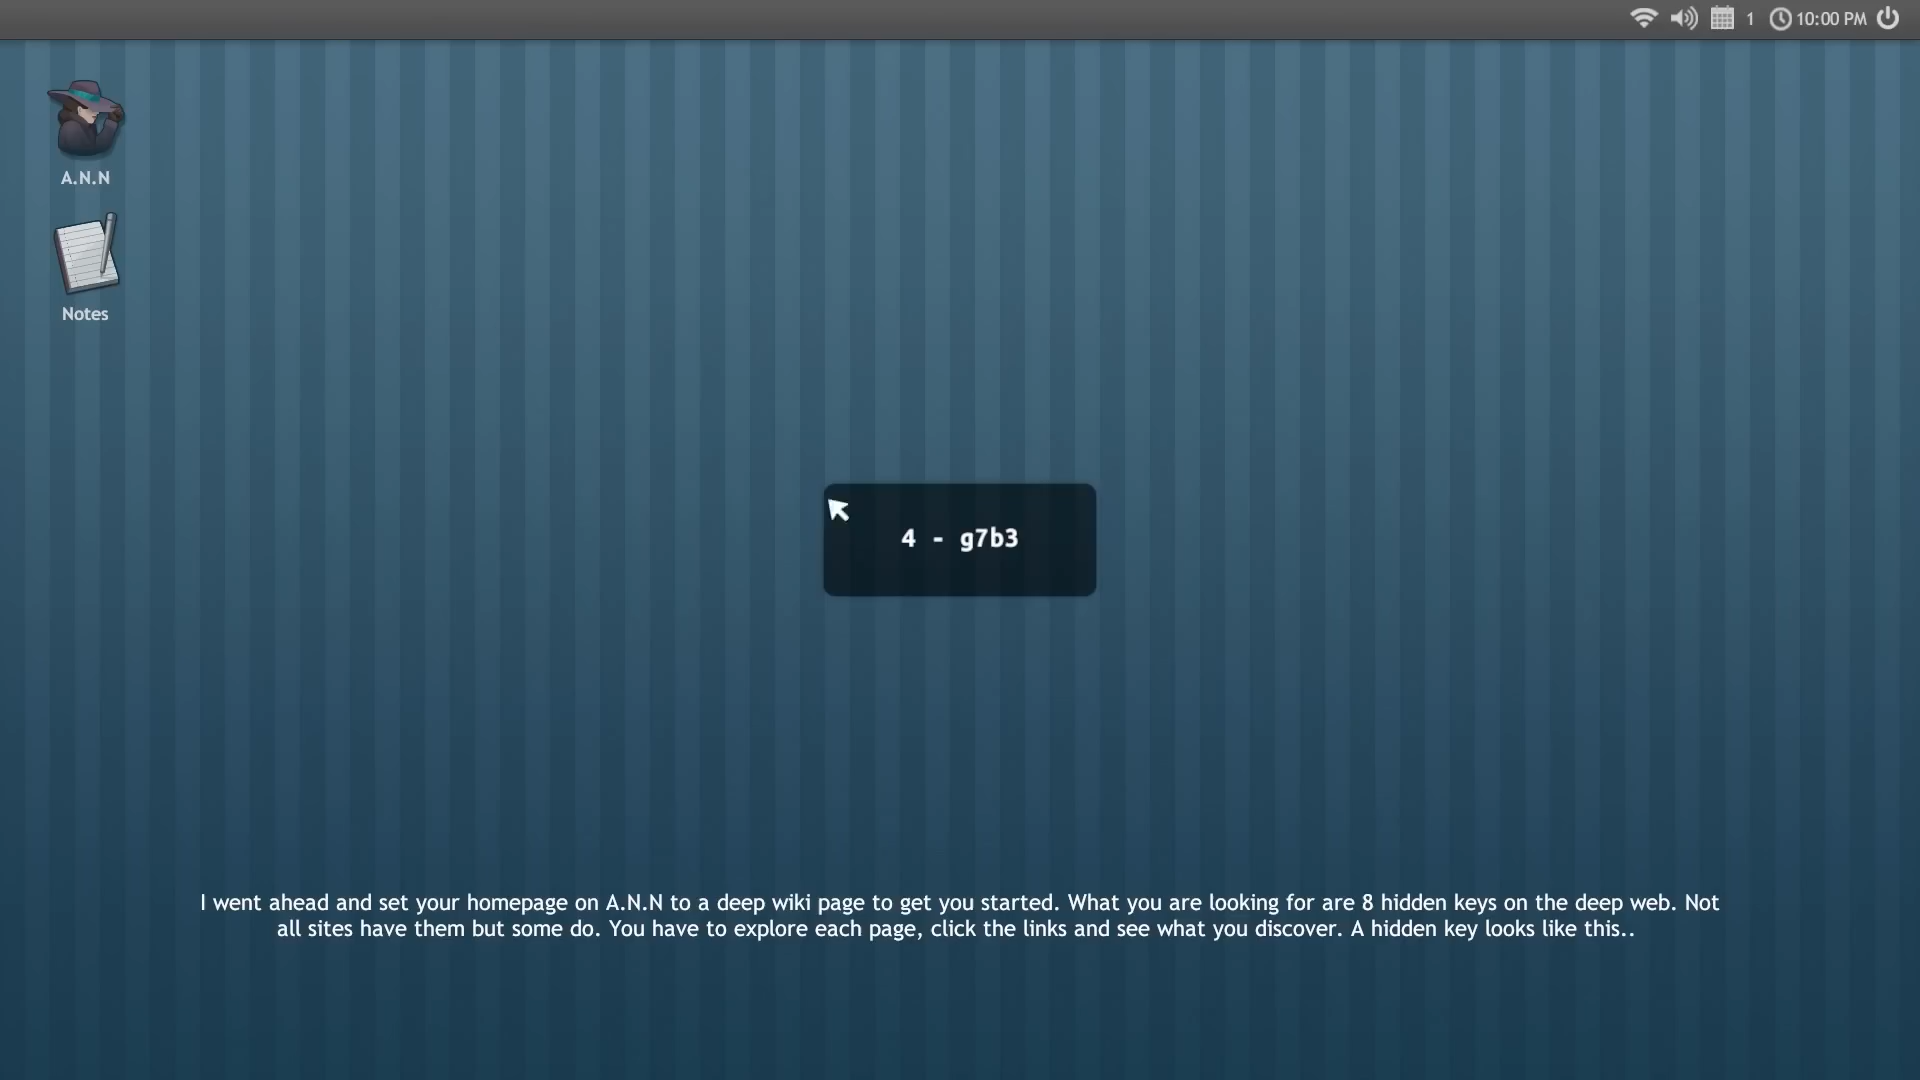 1 10:00 PM
A.N.N
Notes
4 - g7b3
I went ahead and set your homepage on A.N.N to a deep wiki page to get you started. What you are looking for are 8 hidden keys on the deep web. Not
all sites have them but some do. You have to explore each page, click the links and see what you discover. A hidden key looks like this..